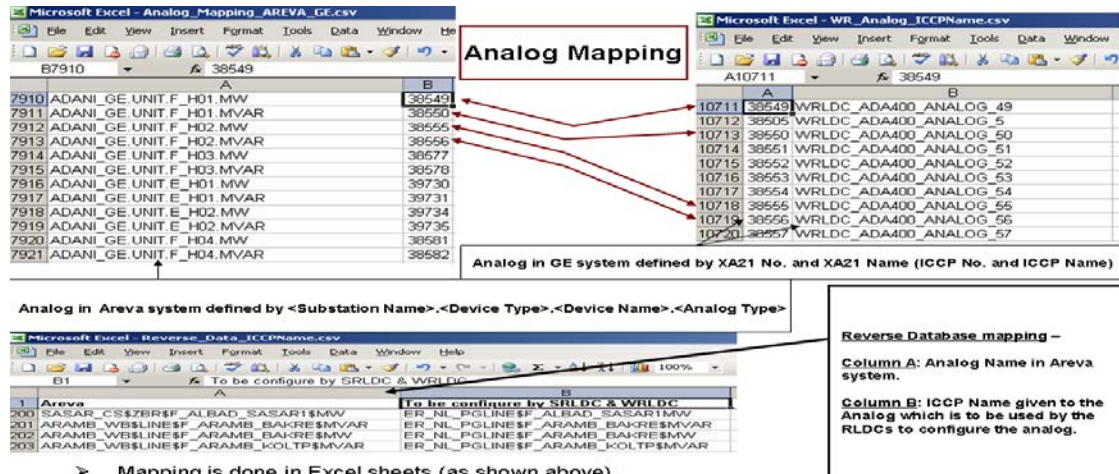 Microsoft Excel - Analog_Mapping_AREVA_GE.csv
File Edit View Insert Format Tools Data Window He
B7910 fx 38549
A B
7910 ADANI_GE.UNIT.F_H01.MW 38549
7911 ADANI_GE.UNIT.F_H01.MVAR 38550
7912 ADANI_GE.UNIT.F_H02.MW 38555
7913 ADANI_GE.UNIT.F_H02.MVAR 38556
7914 ADANI_GE.UNIT.F_H03.MW 38577
7915 ADANI_GE.UNIT.F_H03.MVAR 38578
7916 ADANI_GE.UNIT.E_H01.MW 39730
7917 ADANI_GE.UNIT.E_H01.MVAR 39731
7918 ADANI_GE.UNIT.E_H02.MW 39734
7919 ADANI_GE.UNIT.E_H02.MVAR 39735
7920 ADANI_GE.UNIT.F_H04.MW 38581
7921 ADANI_GE.UNIT.F_H04.MVAR 38582
Analog Mapping
Microsoft Excel - WR_Analog_ICCPName.csv
File Edit View Insert Format Tools Data Window
A10711 fx 38549
A B
10711 38549 WRLDC_ADA400_ANALOG_49
10712 38505 WRLDC_ADA400_ANALOG_5
10713 38550 WRLDC_ADA400_ANALOG_50
10714 38551 WRLDC_ADA400_ANALOG_51
10715 38552 WRLDC_ADA400_ANALOG_52
10716 38553 WRLDC_ADA400_ANALOG_53
10717 38554 WRLDC_ADA400_ANALOG_54
10718 38555 WRLDC_ADA400_ANALOG_55
10719 38556 WRLDC_ADA400_ANALOG_56
10720 38557 WRLDC_ADA400_ANALOG_57
Analog in GE system defined by XA21 No. and XA21 Name (ICCP No. and ICCP Name)
Analog in Areva system defined by <Substation Name>.<Device Type>.<Device Name>.<Analog Type>
Microsoft Excel - Reverse_Data_ICCPName.csv
File Edit View Insert Format Tools Data Window Help
100%
B1 fx To be configure by SRLDC & WRLDC
A B
1 Areva To be configure by SRLDC & WRLDC
200 SASAR_CS$ZBR$F_ALBAD_SASAR1$MW ER_NL_PGLINE$F_ALBAD_SASAR1MW
201 ARAMB_WB$LINE$F_ARAMB_BAKRE$MVAR ER_NL_PGLINE$F_ARAMB_BAKRE$MVAR
202 ARAMB_WB$LINE$F_ARAMB_BAKRE$MW ER_NL_PGLINE$F_ARAMB_BAKRE$MW
203 ARAMB_WB$LINE$F_ARAMB_KOLTP$MVAR ER_NL_PGLINE$F_ARAMB_KOLTP$MVAR
Reverse Database mapping –
Column A: Analog Name in Areva
system.
Column B: ICCP Name given to the
Analog which is to be used by the
RLDCs to configure the analog.
➢ Mapping is done in Excel sheets (as shown above)